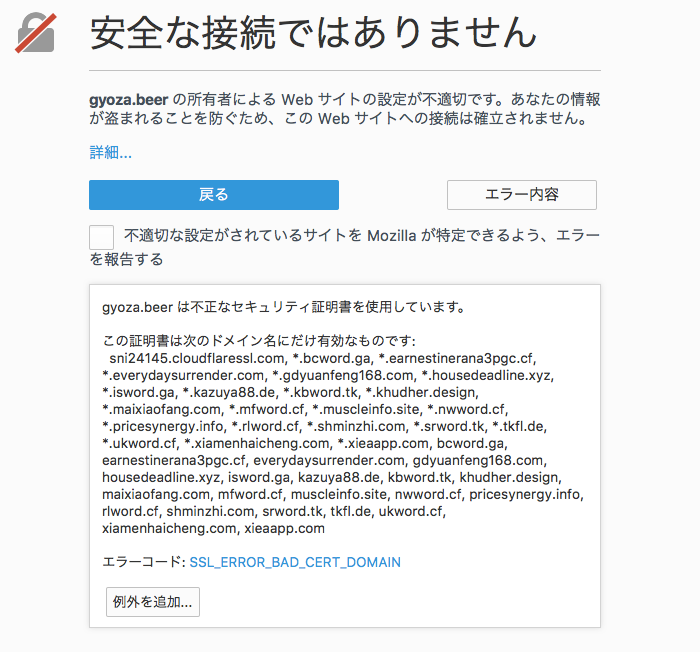 安全な接続ではありません
gyoza.beer の所有者による Web サイトの設定が不適切です。あなたの情報
が盗まれることを防ぐため、この Web サイトへの接続は確立されません。
詳細...
戻る
エラー内容
不適切な設定がされているサイトを Mozilla が特定できるよう、エラー
を報告する
gyoza.beer は不正なセキュリティ証明書を使用しています。
この証明書は次のドメイン名にだけ有効なものです:
sni24145.cloudflaressl.com, *.bcword.ga, *.earnestinerana3pgc.cf,
*.everydaysurrender.com, *.gdyuanfeng168.com, *.housedeadline.xyz,
*.isword.ga, *.kazuya88.de, *.kbword.tk, *.khudher.design,
*.maixiaofang.com, *.mfword.cf, *.muscleinfo.site, *.nwword.cf,
*.pricesynergy.info, *.rlword.cf, *.shminzhi.com, *.srword.tk, *.tkfl.de,
*.ukword.cf, *.xiamenhaicheng.com, *.xieaapp.com, bcword.ga,
earnestinerana3pgc.cf, everydaysurrender.com, gdyuanfeng168.com,
housedeadline.xyz, isword.ga, kazuya88.de, kbword.tk, khudher.design,
maixiaofang.com, mfword.cf, muscleinfo.site, nwword.cf, pricesynergy.info,
rlword.cf, shminzhi.com, srword.tk, tkfl.de, ukword.cf,
xiamenhaicheng.com, xieaapp.com
エラーコード: SSL_ERROR_BAD_CERT_DOMAIN
例外を追加...